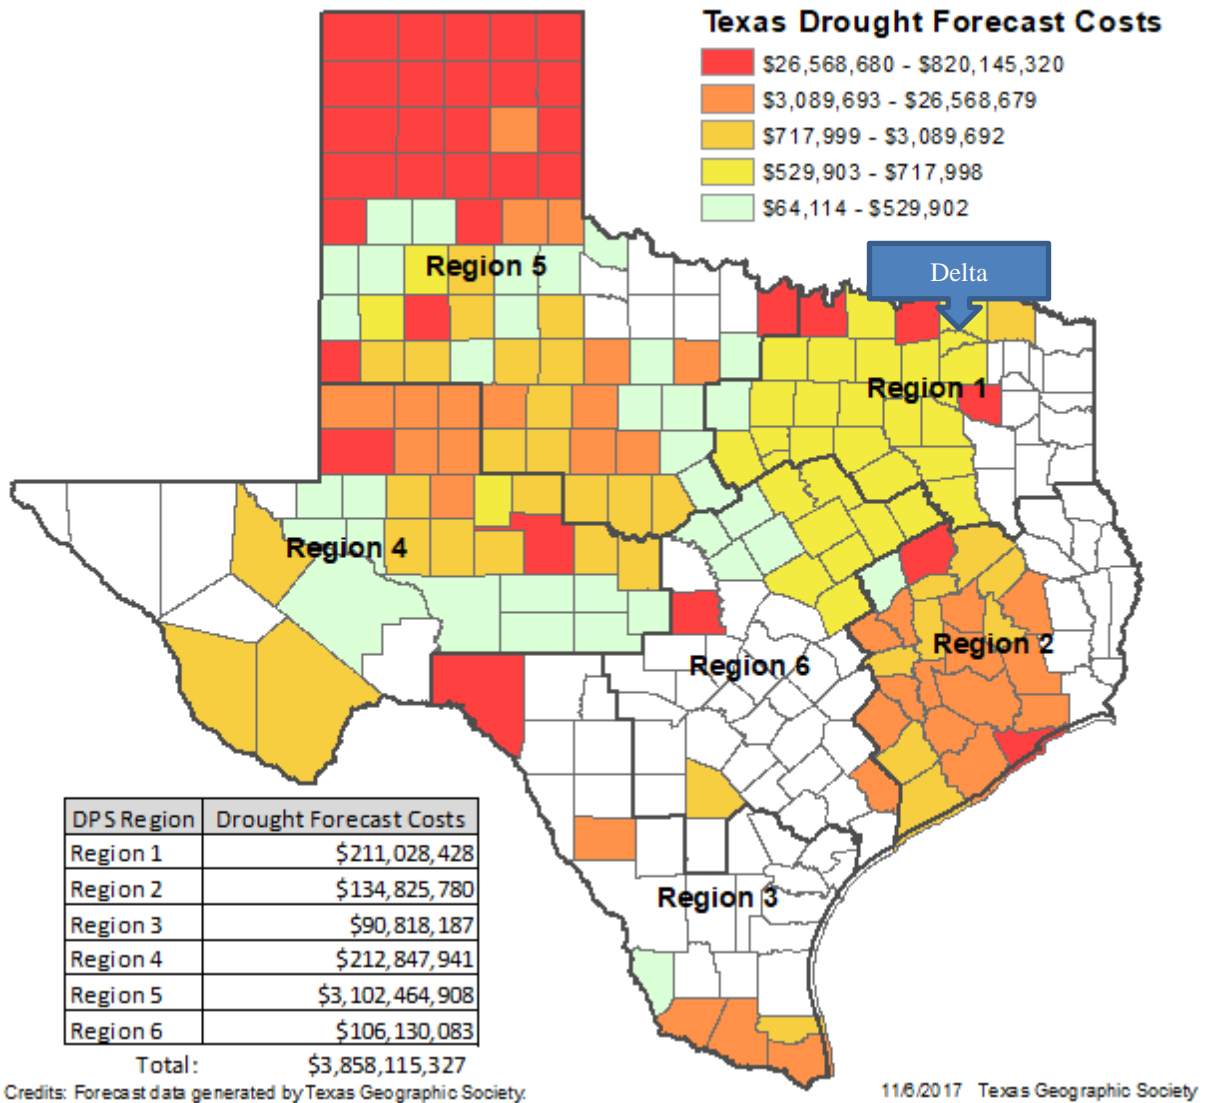 Texas Drought Forecast Costs
$26,568,680 - $820,145,320
$3,089,693 - $26,568,679
$717,999 - $3,089,692
$529,903 - $717,998
$64,114 - $529,902
Delta
Region 5
Region 1
Region 4
Region 2
Region 6
Region 3
DPS Region Drought Forecast Costs
Region 1 $211,028,428
Region 2 $134,825,780
Region 3 $90,818,187
Region 4 $212,847,941
Region 5 $3,102,464,908
Region 6 $106,130,083
Total: $3,858,115,327
Credits: Forecast data generated by Texas Geographic Society.
11/6/2017 Texas Geographic Society